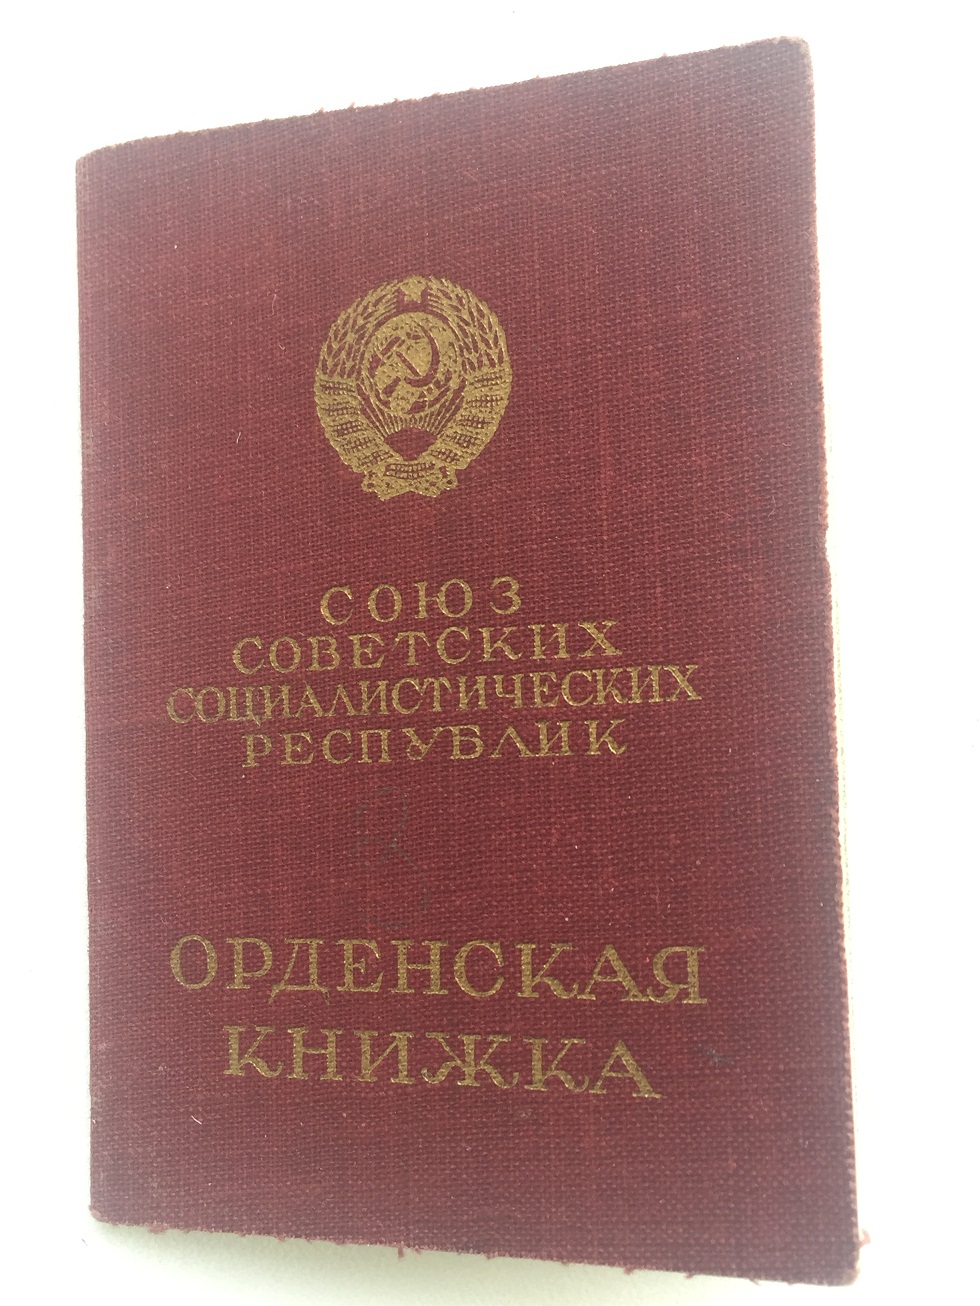 СОЮЗ
СОВЕТСКИХ
СОЦИАЛИСТИЧЕСКИХ
РЕСПУБЛИК
ОРДЕНСКАЯ
КНИЖКА